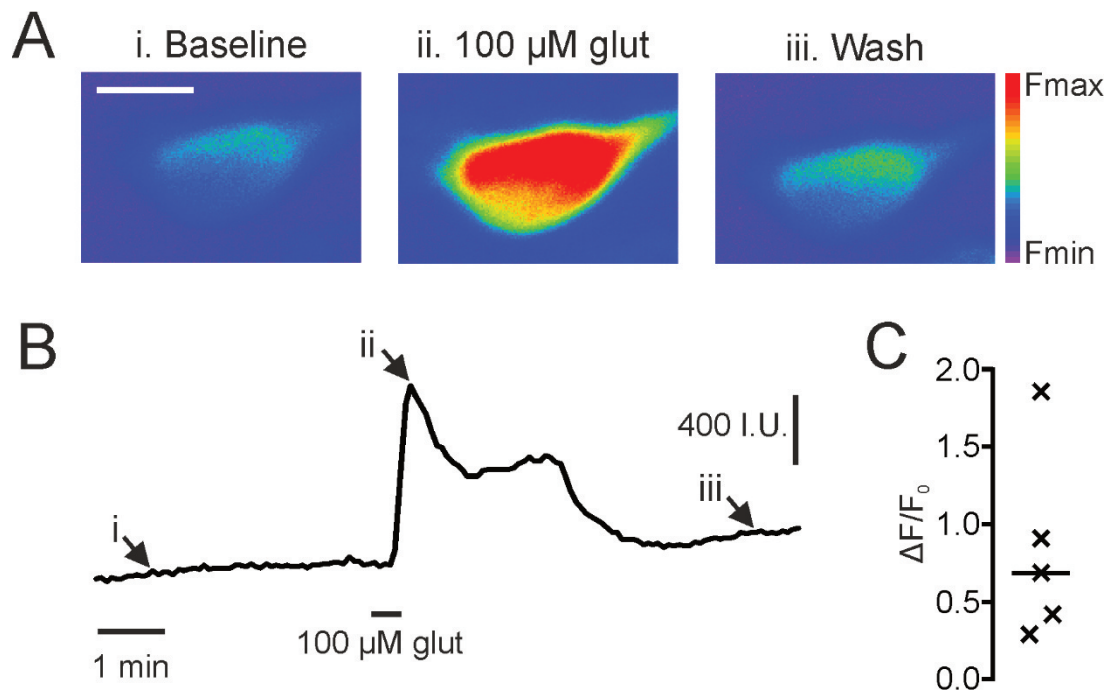 A
i. Baseline
ii. 100 µM glut
iii. Wash
Fmax
Fmin
B
i
ii
iii
400 I.U.
1 min
100 µM glut
C
ΔF/F₀
2.0
1.5
1.0
0.5
0.0